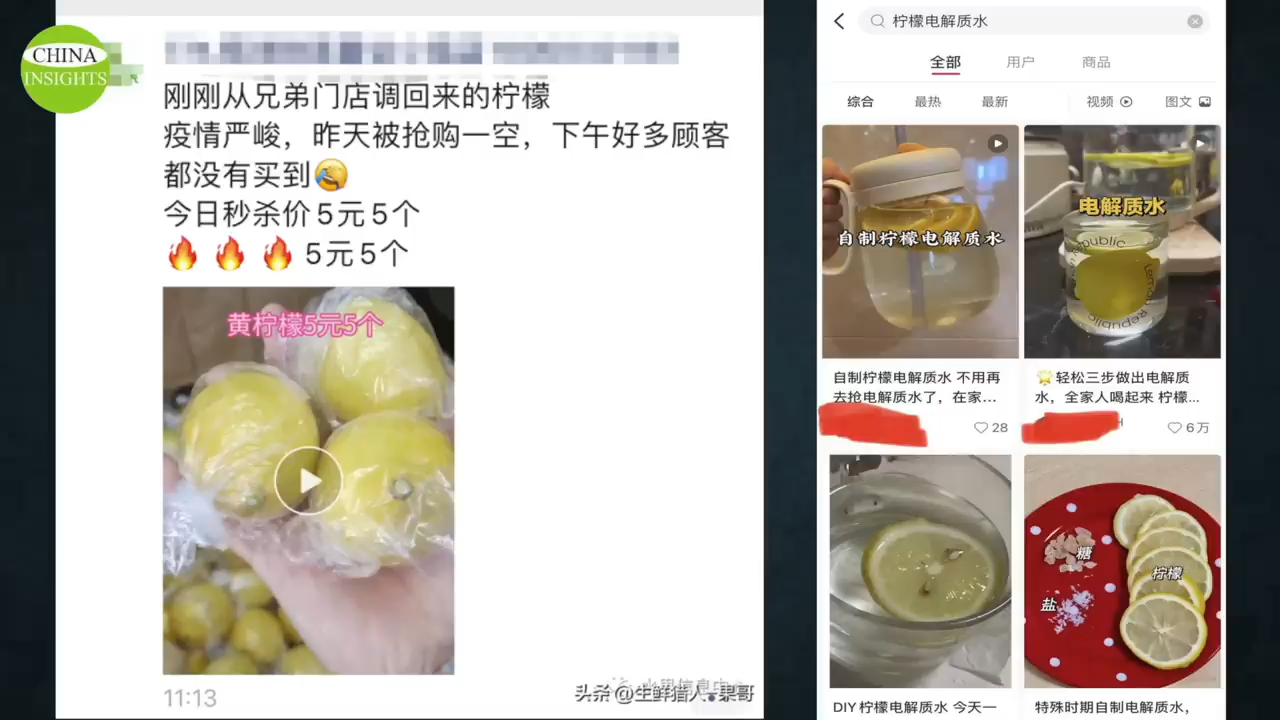 CHINA
INSIGHTS
刚刚从兄弟门店调回来的柠檬
疫情严峻，昨天被抢购一空，下午好多顾客
都没有买到🤣
今日秒杀价5元5个
🔥🔥🔥5元5个
黄柠檬5元5个
11:13
头条 @生鲜猎人·果哥
柠檬电解质水
全部
用户
商品
综合
最热
最新
视频
图文
自制柠檬电解质水
电解质水
Republic
Republic
自制柠檬电解质水 不用再
去抢电解质水了，在家...
28
🌟轻松三步做出电解质
水，全家人喝起来 柠檬...
6万
糖
柠檬
盐
DIY柠檬电解质水 今天一
特殊时期自制电解质水，